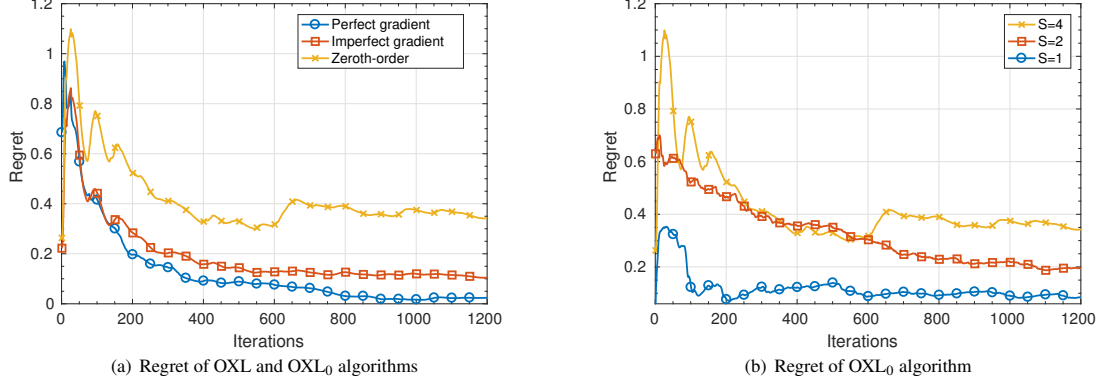 1.2
1
0.8
0.6
0.4
0.2
0
Regret
0 200 400 600 800 1000 1200
Iterations
Perfect gradient
Imperfect gradient
Zeroth-order
(a) Regret of OXL and OXL₀ algorithms
1.2
1
0.8
0.6
0.4
0.2
Regret
0 200 400 600 800 1000 1200
Iterations
S=4
S=2
S=1
(b) Regret of OXL₀ algorithm